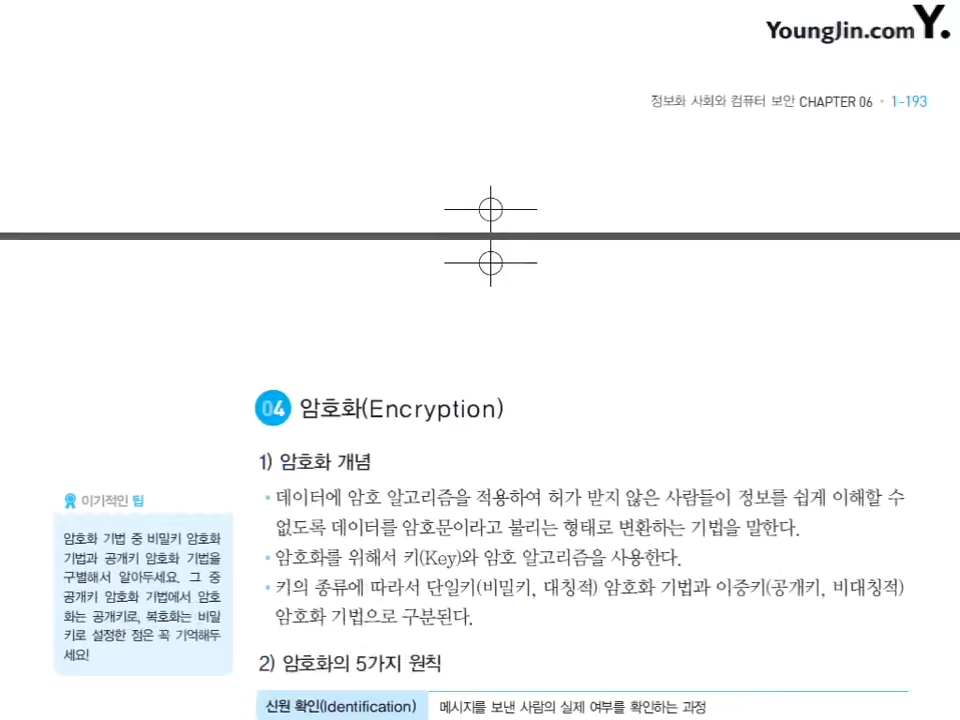 YoungJin.com Y.
정보화 사회와 컴퓨터 보안 CHAPTER 06 • 1-193
04 암호화(Encryption)
1) 암호화 개념
• 데이터에 암호 알고리즘을 적용하여 허가 받지 않은 사람들이 정보를 쉽게 이해할 수
없도록 데이터를 암호문이라고 불리는 형태로 변환하는 기법을 말한다.
• 암호화를 위해서 키(Key)와 암호 알고리즘을 사용한다.
• 키의 종류에 따라서 단일키(비밀키, 대칭적) 암호화 기법과 이중키(공개키, 비대칭적)
암호화 기법으로 구분된다.
이기적인 팁
암호화 기법 중 비밀키 암호화
기법과 공개키 암호화 기법을
구별해서 알아두세요. 그 중
공개키 암호화 기법에서 암호
화는 공개키로, 복호화는 비밀
키로 설정한 점은 꼭 기억해두
세요!
2) 암호화의 5가지 원칙
신원 확인(Identification) 메시지를 보낸 사람의 실제 여부를 확인하는 과정